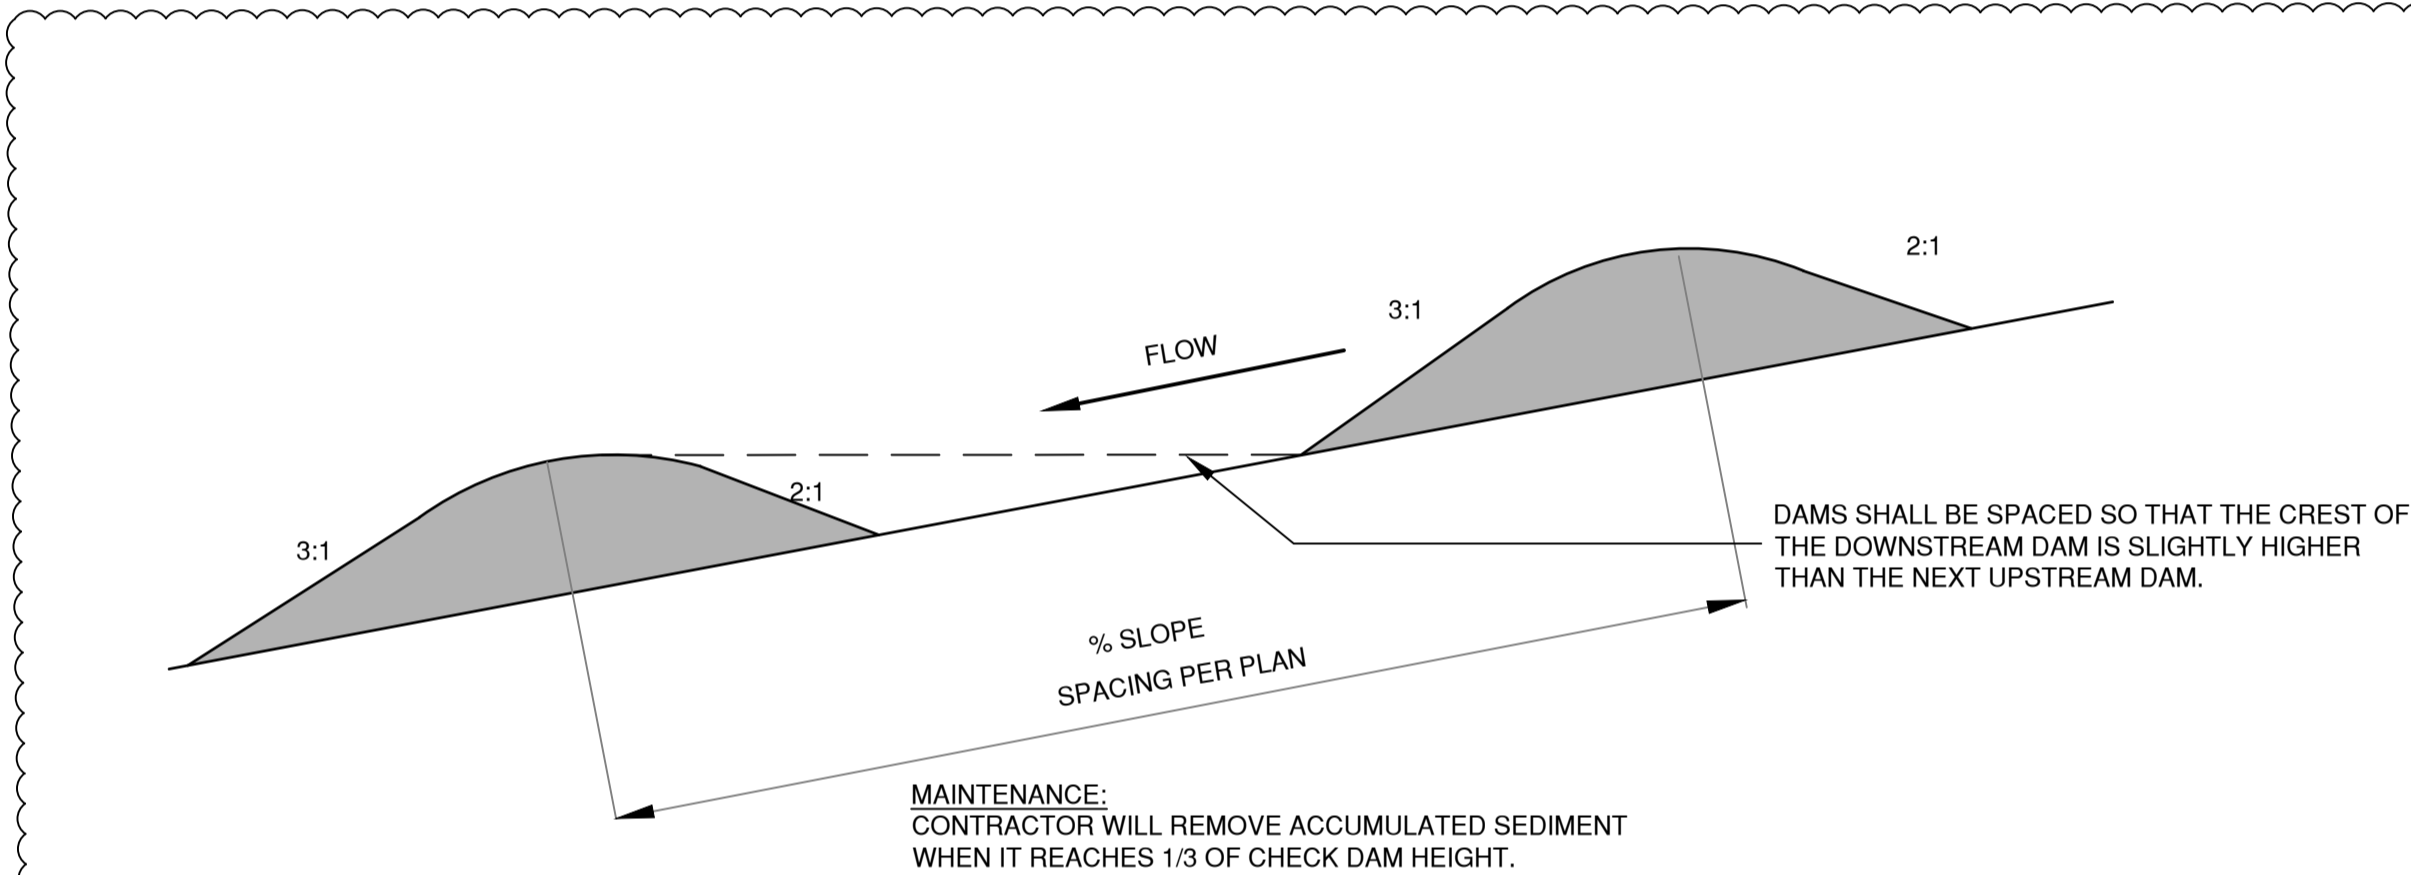 2:1
3:1
FLOW
2:1
3:1
DAMS SHALL BE SPACED SO THAT THE CREST OF
THE DOWNSTREAM DAM IS SLIGHTLY HIGHER
THAN THE NEXT UPSTREAM DAM.
% SLOPE
SPACING PER PLAN
MAINTENANCE:
CONTRACTOR WILL REMOVE ACCUMULATED SEDIMENT
WHEN IT REACHES 1/3 OF CHECK DAM HEIGHT.